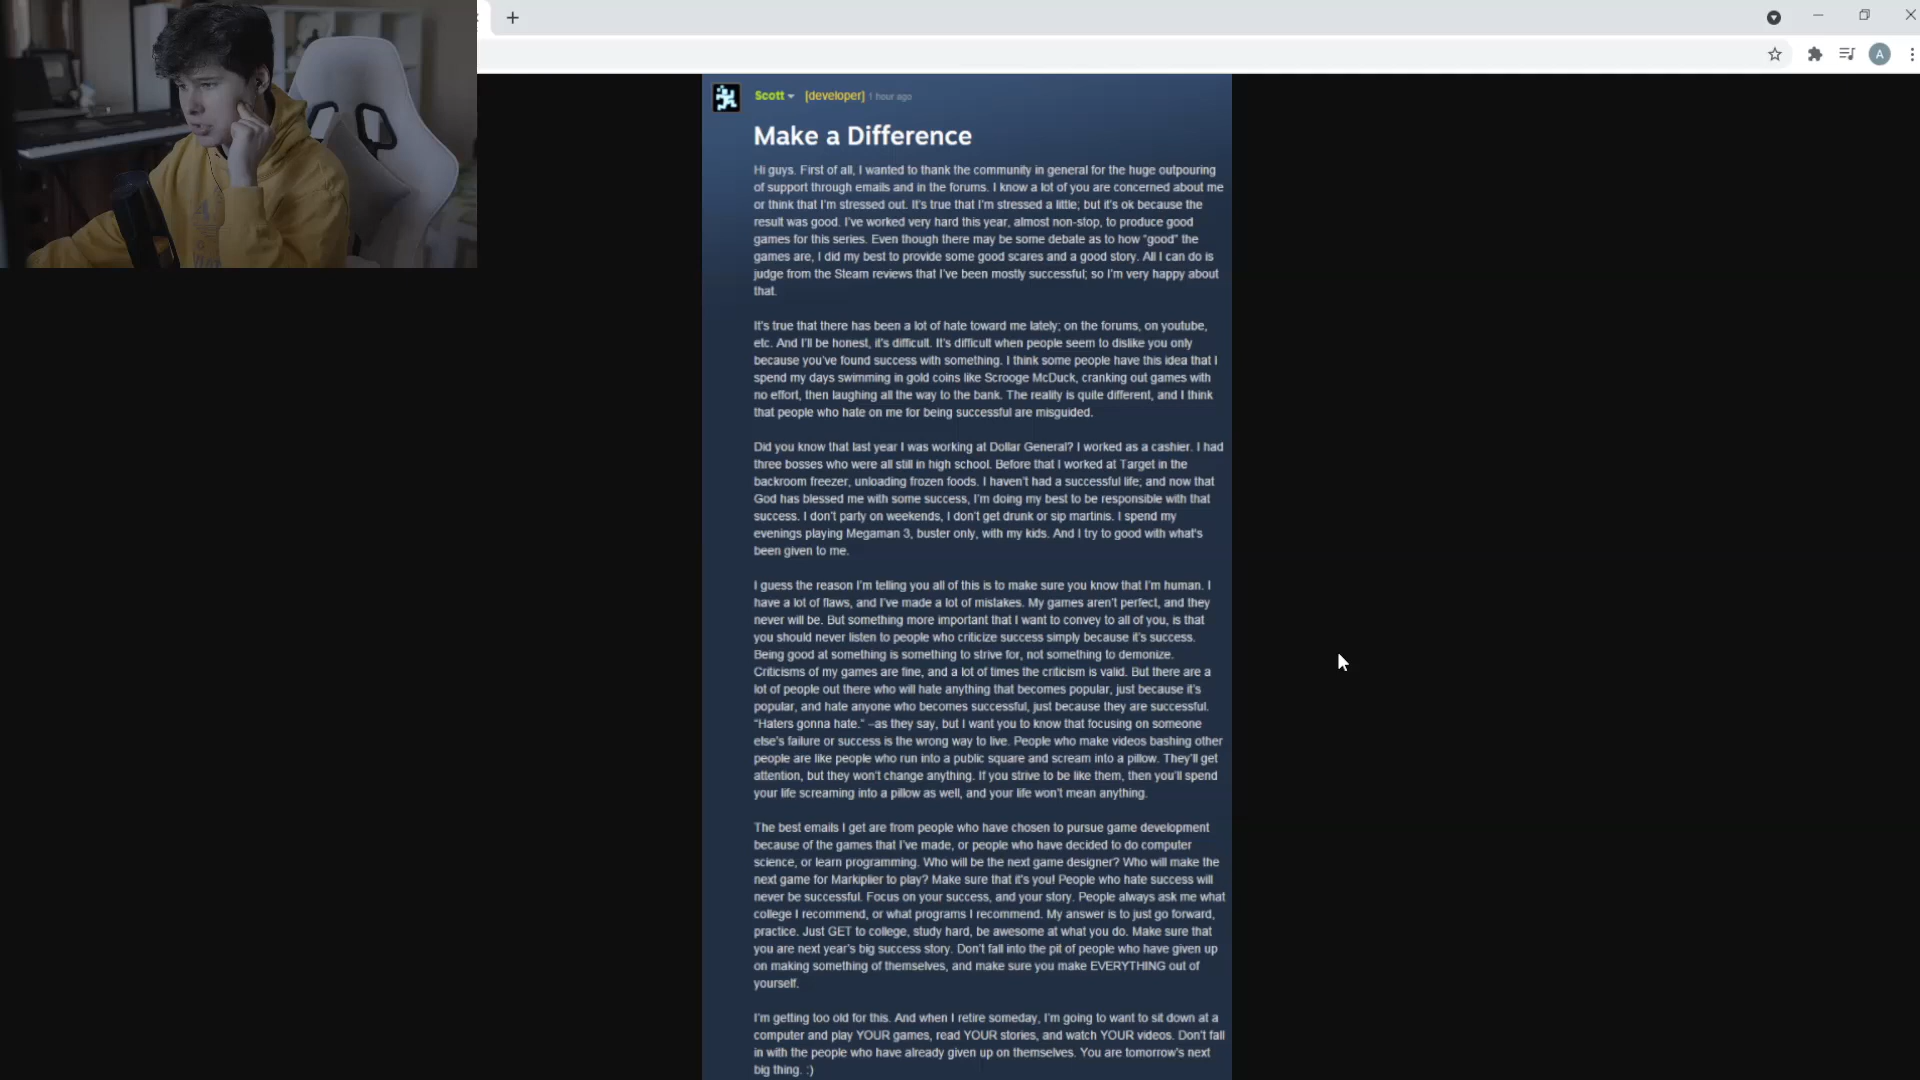 A
Scott [developer] 1 hour ago
Make a Difference
Hi guys. First of all, I wanted to thank the community in general for the huge outpouring
of support through emails and in the forums. I know a lot of you are concerned about me
or think that I'm stressed out. It's true that I'm stressed a little; but it's ok because the
result was good. I've worked very hard this year, almost non-stop, to produce good
games for this series. Even though there may be some debate as to how "good" the
games are, I did my best to provide some good scares and a good story. All I can do is
judge from the Steam reviews that I've been mostly successful; so I'm very happy about
that.
It's true that there has been a lot of hate toward me lately; on the forums, on youtube,
etc. And I'll be honest, it's difficult. It's difficult when people seem to dislike you only
because you've found success with something. I think some people have this idea that I
spend my days swimming in gold coins like Scrooge McDuck, cranking out games with
no effort, then laughing all the way to the bank. The reality is quite different, and I think
that people who hate on me for being successful are misguided.
Did you know that last year I was working at Dollar General? I worked as a cashier. I had
three bosses who were all still in high school. Before that I worked at Target in the
backroom freezer, unloading frozen foods. I haven't had a successful life; and now that
God has blessed me with some success, I'm doing my best to be responsible with that
success. I don't party on weekends, I don't get drunk or sip martinis. I spend my
evenings playing Megaman 3, buster only, with my kids. And I try to good with what's
been given to me.
I guess the reason I'm telling you all of this is to make sure you know that I'm human. I
have a lot of flaws, and I've made a lot of mistakes. My games aren't perfect, and they
never will be. But something more important that I want to convey to all of you, is that
you should never listen to people who criticize success simply because it's success.
Being good at something is something to strive for, not something to demonize.
Criticisms of my games are fine, and a lot of times the criticism is valid. But there are a
lot of people out there who will hate anything that becomes popular, just because it's
popular, and hate anyone who becomes successful, just because they are successful.
"Haters gonna hate." –as they say, but I want you to know that focusing on someone
else's failure or success is the wrong way to live. People who make videos bashing other
people are like people who run into a public square and scream into a pillow. They'll get
attention, but they won't change anything. If you strive to be like them, then you'll spend
your life screaming into a pillow as well, and your life won't mean anything.
The best emails I get are from people who have chosen to pursue game development
because of the games that I've made, or people who have decided to do computer
science, or learn programming. Who will be the next game designer? Who will make the
next game for Markiplier to play? Make sure that it's you! People who hate success will
never be successful. Focus on your success, and your story. People always ask me what
college I recommend, or what programs I recommend. My answer is to just go forward,
practice. Just GET to college, study hard, be awesome at what you do. Make sure that
you are next year's big success story. Don't fall into the pit of people who have given up
on making something of themselves, and make sure you make EVERYTHING out of
yourself.
I'm getting too old for this. And when I retire someday, I'm going to want to sit down at a
computer and play YOUR games, read YOUR stories, and watch YOUR videos. Don't fall
in with the people who have already given up on themselves. You are tomorrow's next
big thing. :)